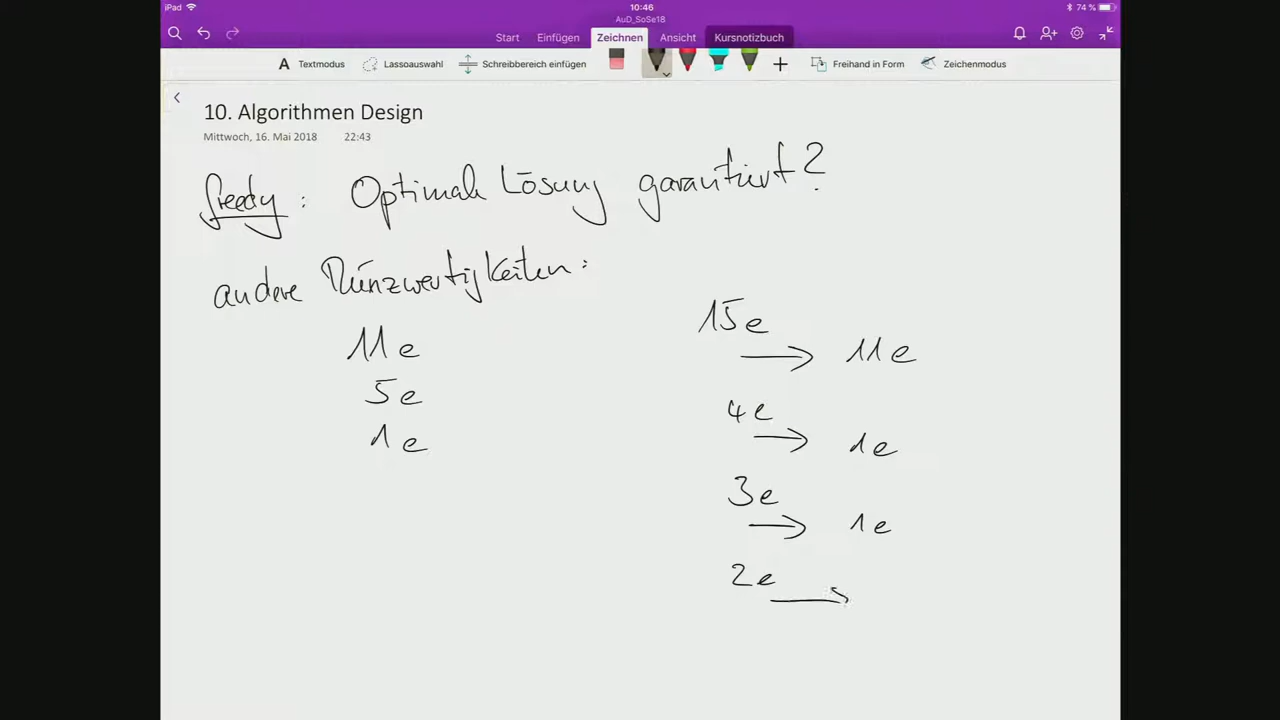 iPad
10:46
74 %
AuD_SoSe18
Start Einfügen Zeichnen Ansicht Kursnotizbuch
A Textmodus Lassoauswahl Schreibbereich einfügen Freihand in Form Zeichenmodus
10. Algorithmen Design
Mittwoch, 16. Mai 2018 22:43
Greedy: Optimale Lösung garantiert?
andere Münzwertigkeiten:
11e
5e
1e
15e
→ 11e
4e
→ 1e
3e
→ 1e
2e
→